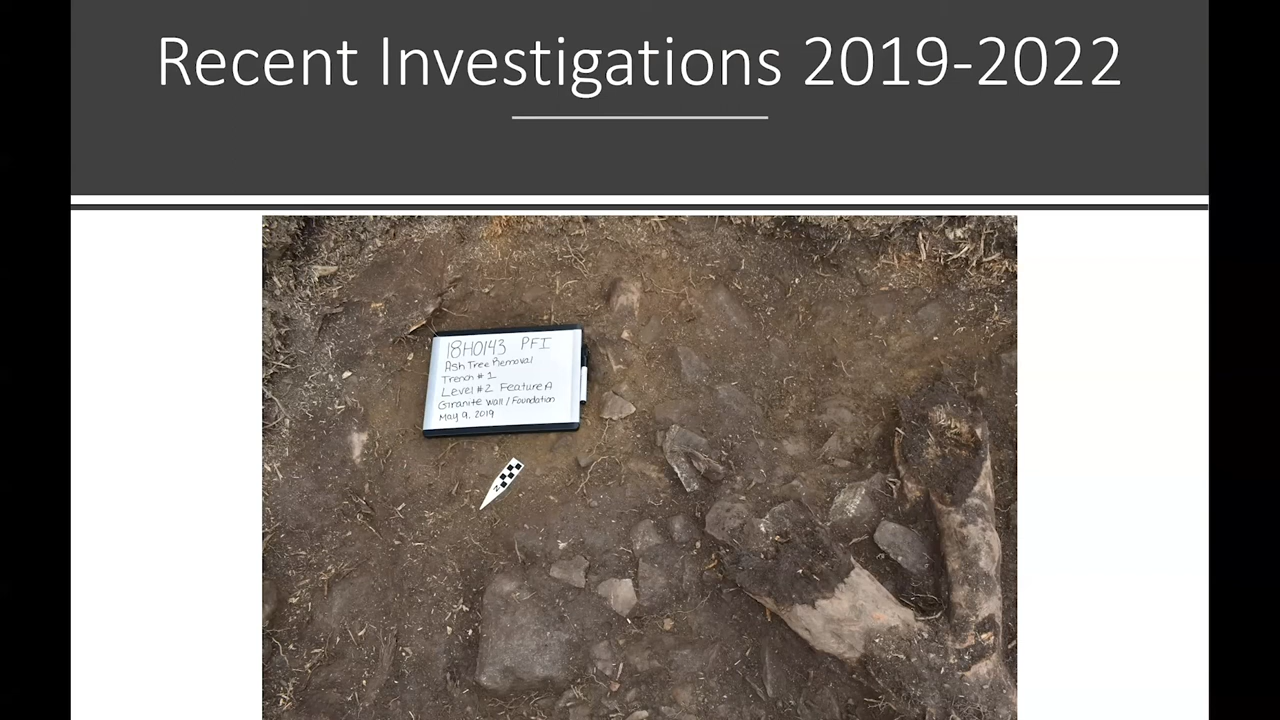 Recent Investigations 2019-2022
18HO143 PFI
Ash Tree Removal
Trench #1
Level #2 Feature A
Granite Wall / Foundation
May 9, 2019
N